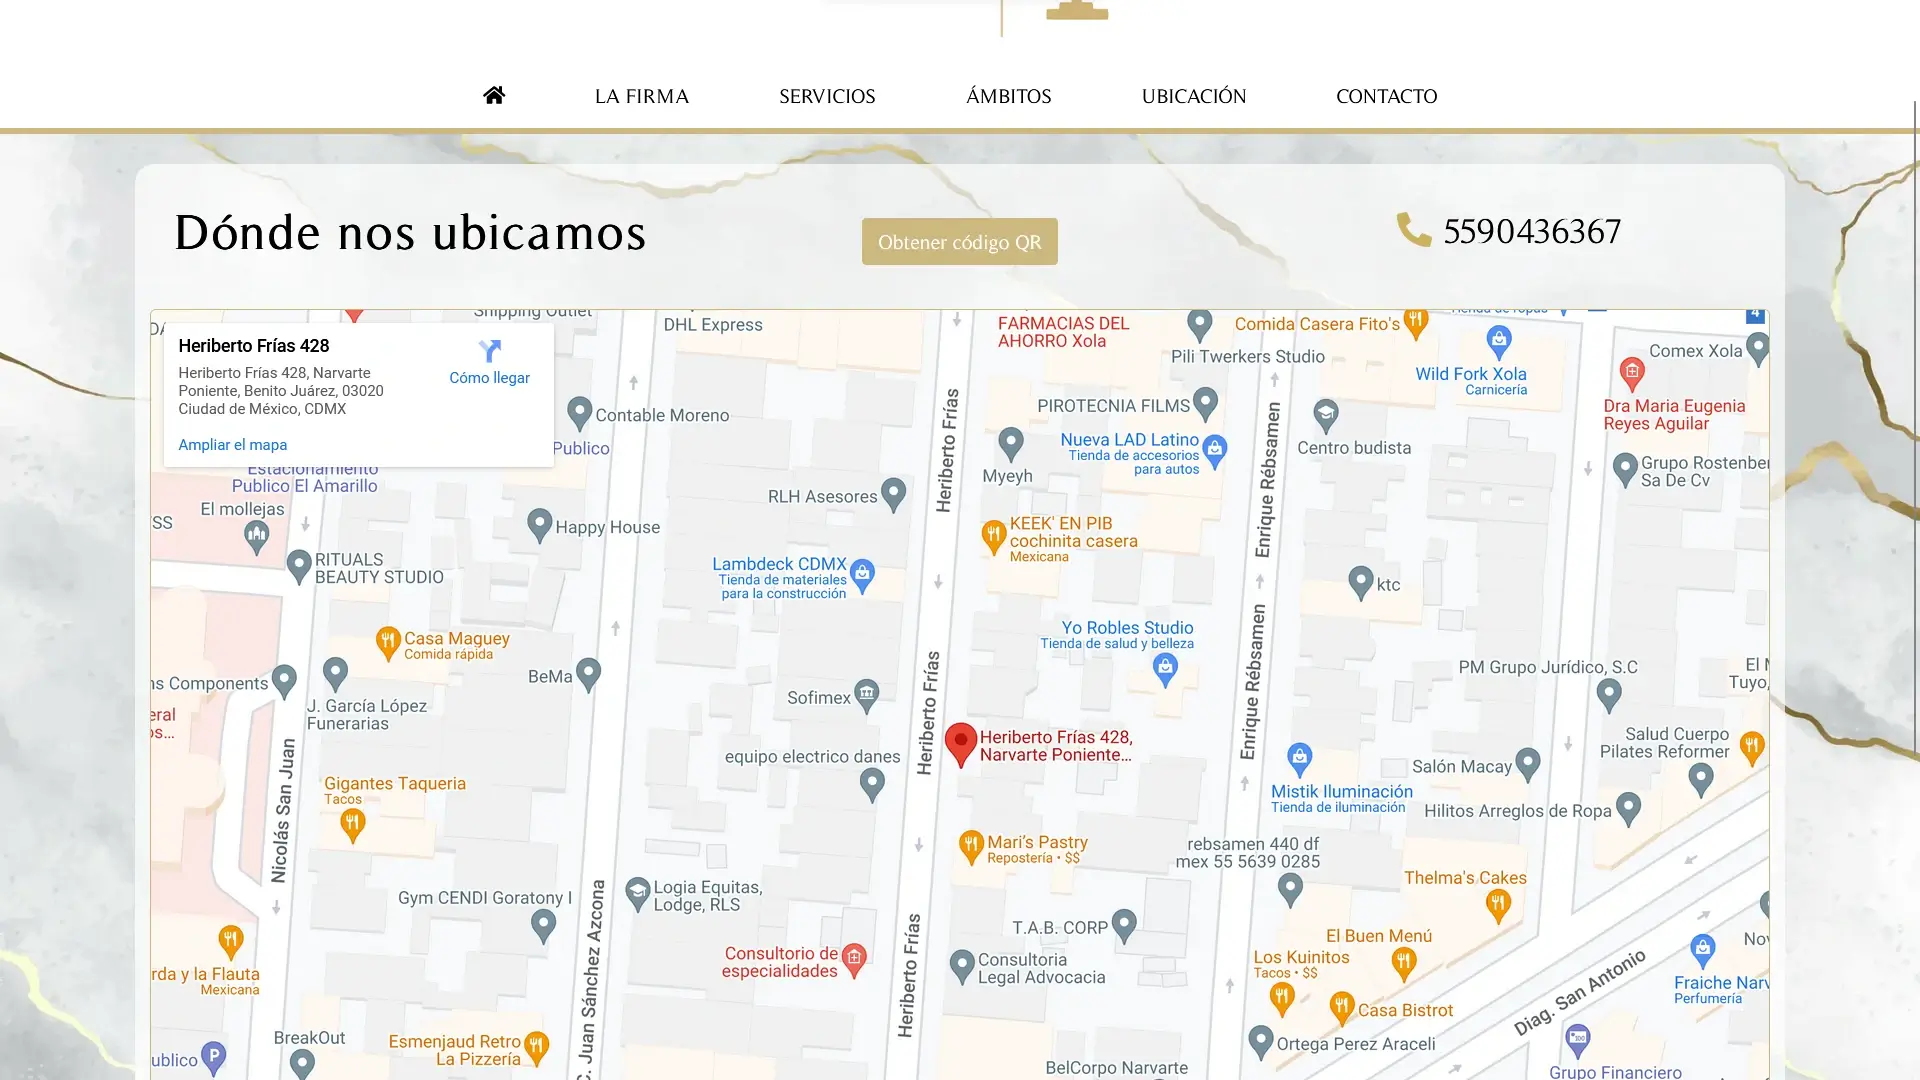 LA FIRMA
SERVICIOS
ÁMBITOS
UBICACIÓN
CONTACTO
Dónde nos ubicamos
Obtener código QR
5590436367
Heriberto Frías 428
Heriberto Frías 428, Narvarte
Poniente, Benito Juárez, 03020
Ciudad de México, CDMX
Cómo llegar
Ampliar el mapa
Shipping Outlet
DHL Express
FARMACIAS DEL
AHORRO Xola
Pili Twerkers Studio
Comida Casera Fito's
Wild Fork Xola
Carnicería
4
Comex Xola
Dra Maria Eugenia
Reyes Aguilar
Contable Moreno
Publico
Estacionamiento
Publico El Amarillo
El mollejas
Happy House
RITUALS
BEAUTY STUDIO
RLH Asesores
Heriberto Frías
PIROTECNIA FILMS
Nueva LAD Latino
Tienda de accesorios
para autos
Myeyh
Enrique Rébsamen
Centro budista
Grupo Rostenber
Sa De Cv
KEEK' EN PIB
cochinita casera
Mexicana
Lambdeck CDMX
Tienda de materiales
para la construcción
ktc
Casa Maguey
Comida rápida
Yo Robles Studio
Tienda de salud y belleza
Enrique Rébsamen
ns Components
J. García López
Funerarias
BeMa
Sofimex
Heriberto Frías
PM Grupo Jurídico, S.C
Tuyo,
Heriberto Frías 428,
Narvarte Poniente...
equipo electrico danes
Salud Cuerpo
Pilates Reformer
Salón Macay
Mistik Iluminación
Tienda de iluminación
Hilitos Arreglos de Ropa
Nicolás San Juan
Gigantes Taqueria
Tacos
Mari's Pastry
Repostería • $$
rebsamen 440 df
mex 55 5639 0285
Thelma's Cakes
Gym CENDI Goratony I
Logia Equitas,
Lodge, RLS
C. Juan Sánchez Azcona
Consultorio de
especialidades
Heriberto Frías
T.A.B. CORP
Consultoria
Legal Advocacia
El Buen Menú
Los Kuinitos
Tacos • $$
Casa Bistrot
Diag. San Antonio
Fraiche Narv
Perfumería
rda y la Flauta
Mexicana
BreakOut
ublico
P
Esmenjaud Retro
La Pizzería
Ortega Perez Araceli
BelCorpo Narvarte
Grupo Financiero